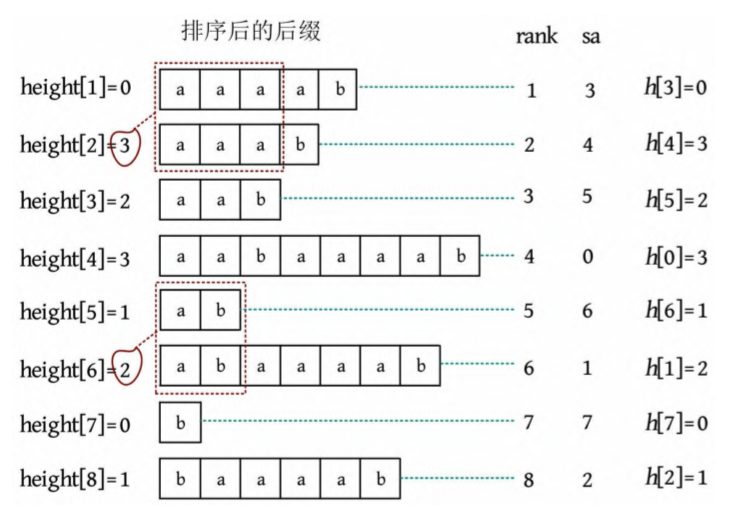 排序后的后缀 rank sa
height[1]=0 a a a a b 1 3 h[3]=0
height[2]=3 a a a b 2 4 h[4]=3
height[3]=2 a a b 3 5 h[5]=2
height[4]=3 a a b a a a a b 4 0 h[0]=3
height[5]=1 a b 5 6 h[6]=1
height[6]=2 a b a a a a b 6 1 h[1]=2
height[7]=0 b 7 7 h[7]=0
height[8]=1 b a a a a b 8 2 h[2]=1